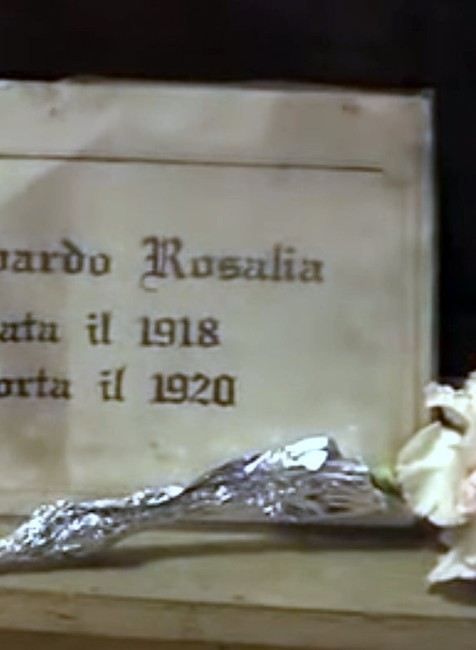 ardo Rosalia
ata il 1918
orta il 1920